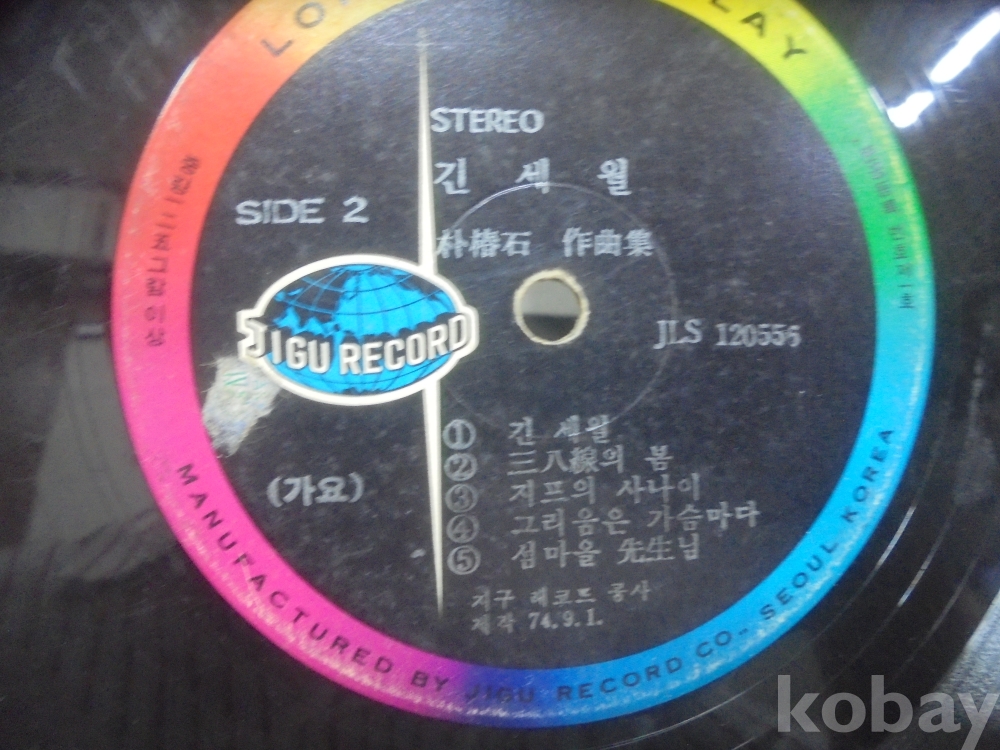 STEREO
긴 세 월
SIDE 2
朴椿石 作曲集
JIGU RECORD
JLS 120556
① 긴 세월
② 三八線의 봄
③ 지프의 사나이
④ 그리움은 가슴마다
⑤ 섬마을 先生님
(가요)
지구 레코드 공사
제작 74.9.1.
MANUFACTURED BY JIGU RECORD CO- SEOUL KOREA
kobay